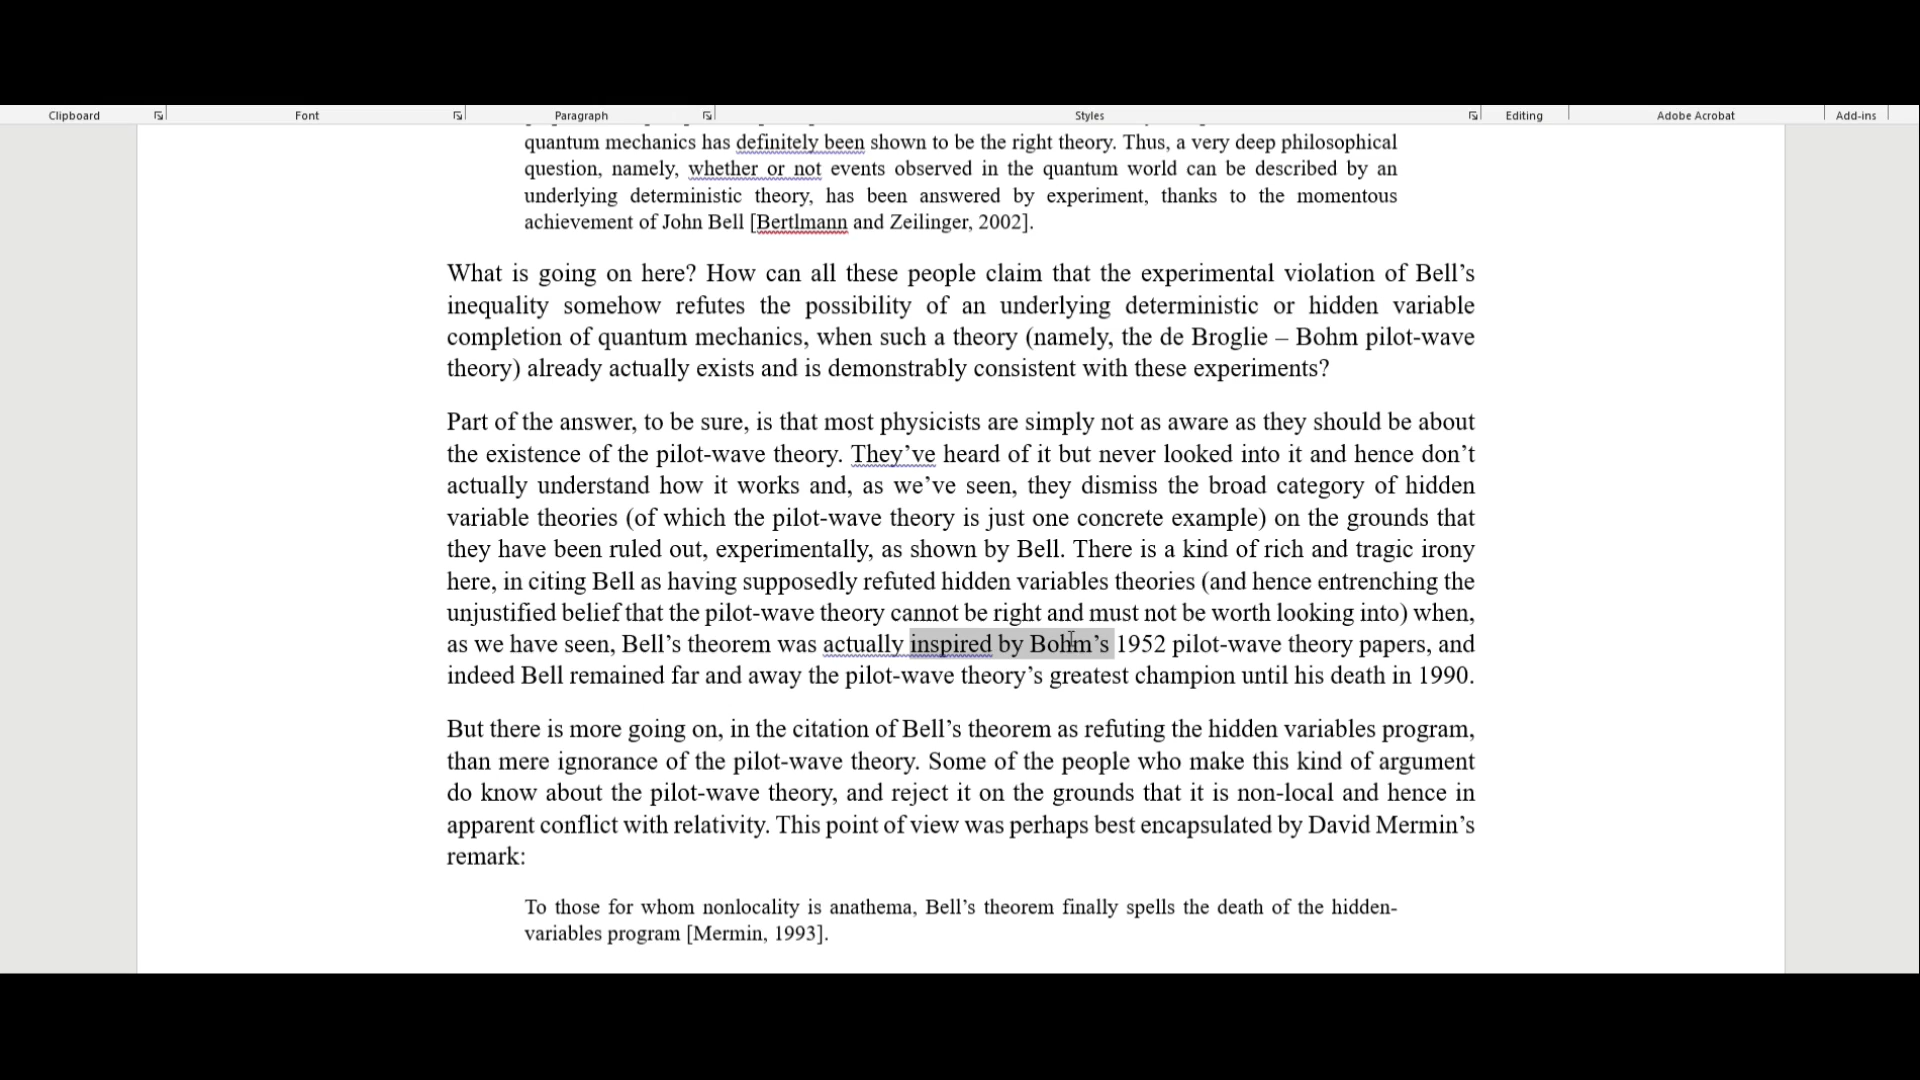 Clipboard Font Paragraph Styles Editing Adobe Acrobat Add-ins
quantum mechanics has definitely been shown to be the right theory. Thus, a very deep philosophical
question, namely, whether or not events observed in the quantum world can be described by an
underlying deterministic theory, has been answered by experiment, thanks to the momentous
achievement of John Bell [Bertlmann and Zeilinger, 2002].
What is going on here? How can all these people claim that the experimental violation of Bell’s
inequality somehow refutes the possibility of an underlying deterministic or hidden variable
completion of quantum mechanics, when such a theory (namely, the de Broglie – Bohm pilot-wave
theory) already actually exists and is demonstrably consistent with these experiments?
Part of the answer, to be sure, is that most physicists are simply not as aware as they should be about
the existence of the pilot-wave theory. They’ve heard of it but never looked into it and hence don’t
actually understand how it works and, as we’ve seen, they dismiss the broad category of hidden
variable theories (of which the pilot-wave theory is just one concrete example) on the grounds that
they have been ruled out, experimentally, as shown by Bell. There is a kind of rich and tragic irony
here, in citing Bell as having supposedly refuted hidden variables theories (and hence entrenching the
unjustified belief that the pilot-wave theory cannot be right and must not be worth looking into) when,
as we have seen, Bell’s theorem was actually inspired by Bohm’s 1952 pilot-wave theory papers, and
indeed Bell remained far and away the pilot-wave theory’s greatest champion until his death in 1990.
But there is more going on, in the citation of Bell’s theorem as refuting the hidden variables program,
than mere ignorance of the pilot-wave theory. Some of the people who make this kind of argument
do know about the pilot-wave theory, and reject it on the grounds that it is non-local and hence in
apparent conflict with relativity. This point of view was perhaps best encapsulated by David Mermin’s
remark:
To those for whom nonlocality is anathema, Bell’s theorem finally spells the death of the hidden-
variables program [Mermin, 1993].